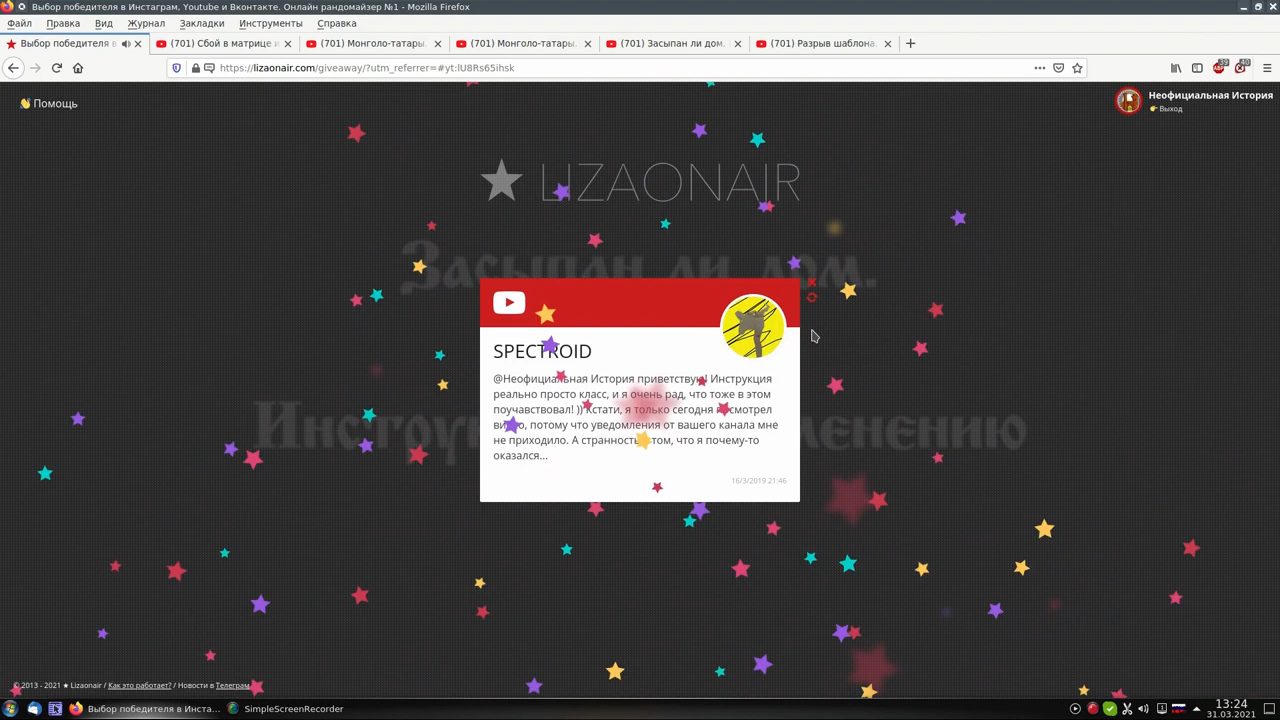 Выбор победителя в Инстаграм, Youtube и Вконтакте. Онлайн рандомайзер №1 - Mozilla Firefox
Файл Правка Вид Журнал Закладки Инструменты Справка
Выбор победителя в
(701) Сбой в матрице и
(701) Монголо-татары.
(701) Монголо-татары.
(701) Засыпан ли дом.
(701) Разрыв шаблона.
https://lizaonair.com/giveaway/?utm_referrer=#yt:lU8Rs65ihsk
39
40
Помощь
Неофициальная История
Выход
LIZAONAIR
Засыпан ли дом.
SPECTROID
@Неофициальная История приветствую! Инструкция
реально просто класс, и я очень рад, что тоже в этом
поучавствовал! )) Кстати, я только сегодня посмотрел
видео, потому что уведомления от вашего канала мне
не приходило. А странность в том, что я почему-то
оказался...
16/3/2019 21:46
© 2013 - 2021 ★ Lizaonair / Как это работает? / Новости в Телеграм
Выбор победителя в Инста...
SimpleScreenRecorder
13:24
31.03.2021